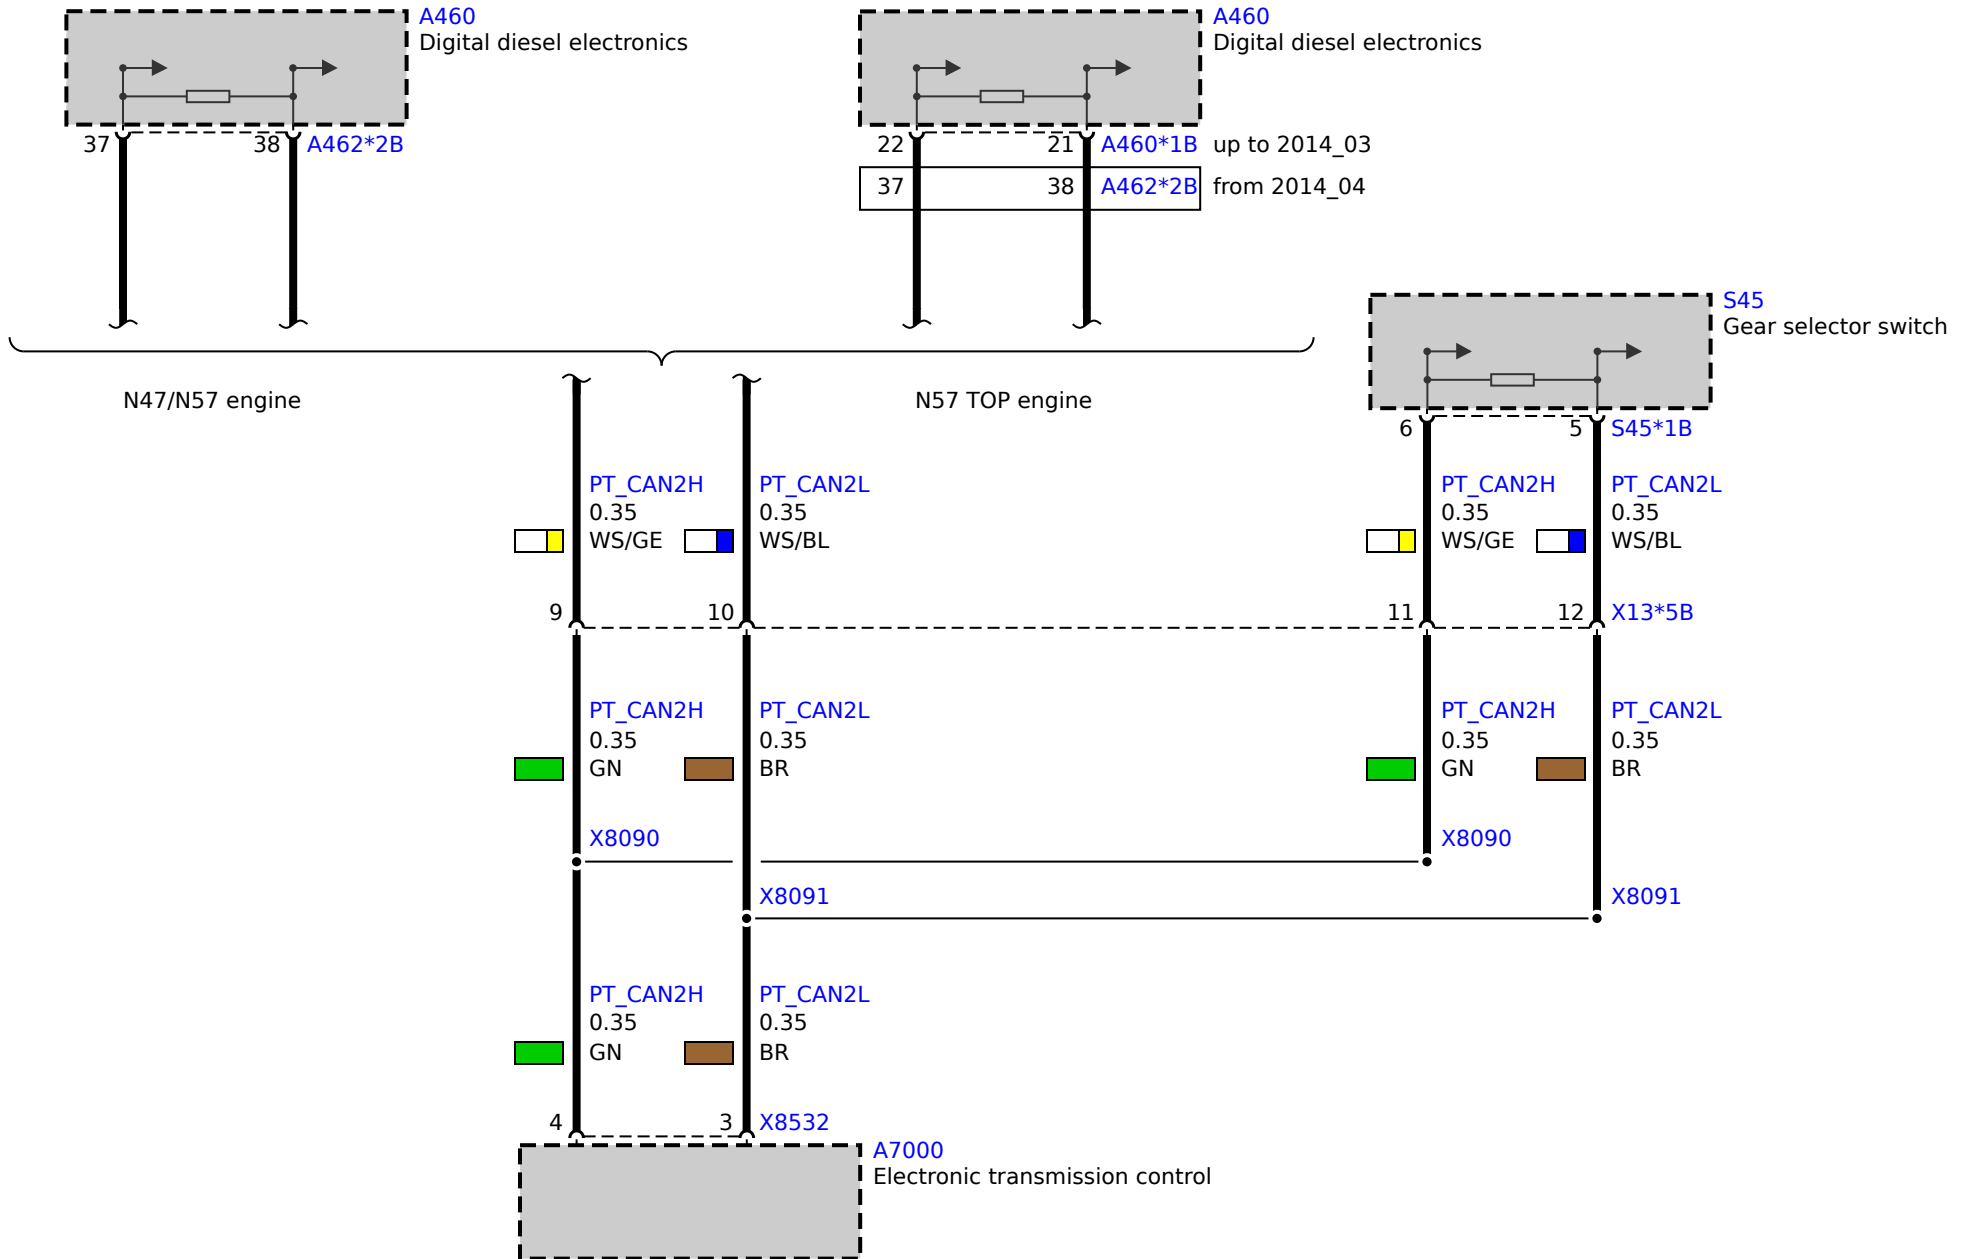 A460
Digital diesel electronics
A460
Digital diesel electronics
37 38 A462*2B
22 21 A460*1B up to 2014_03
37 38 A462*2B from 2014_04
S45
Gear selector switch
N47/N57 engine
N57 TOP engine
6 5 S45*1B
PT_CAN2H PT_CAN2L PT_CAN2H PT_CAN2L
0.35 0.35 0.35 0.35
WS/GE WS/BL WS/GE WS/BL
9 10 11 12 X13*5B
PT_CAN2H PT_CAN2L PT_CAN2H PT_CAN2L
0.35 0.35 0.35 0.35
GN BR GN BR
X8090 X8090
X8091 X8091
PT_CAN2H PT_CAN2L
0.35 0.35
GN BR
4 3 X8532
A7000
Electronic transmission control